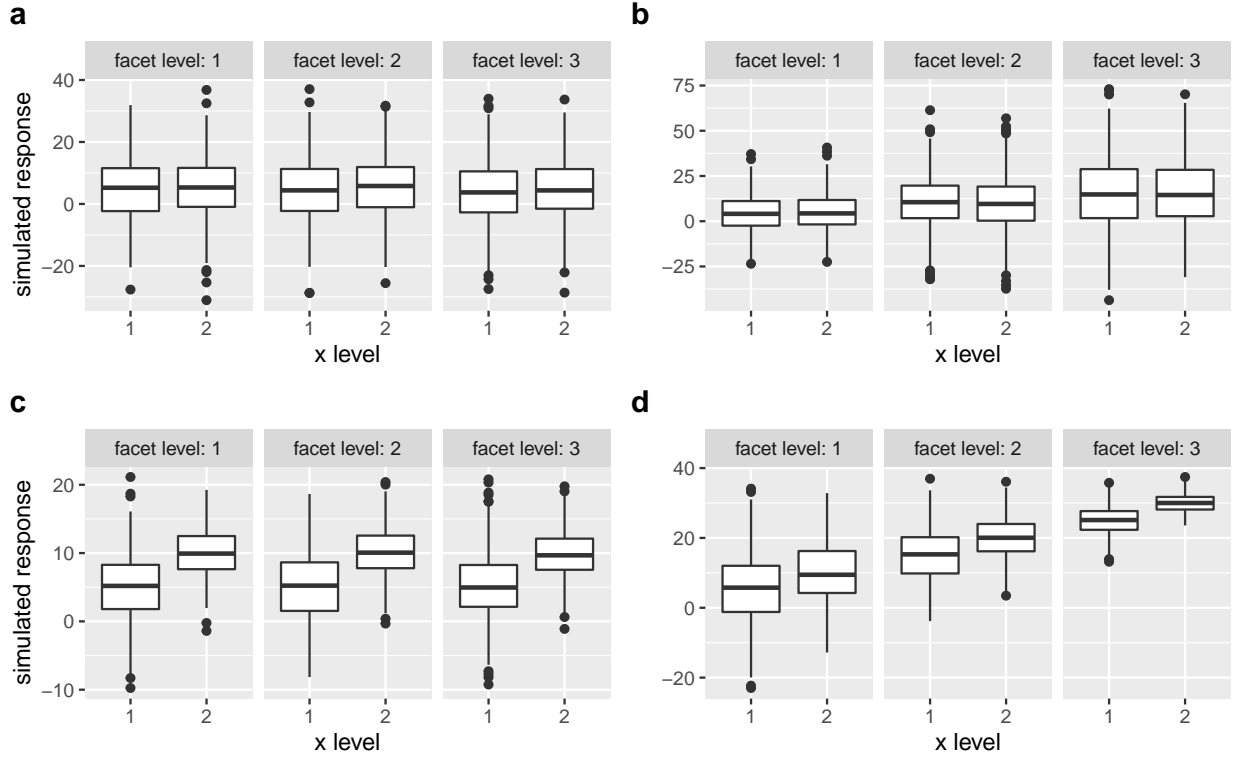 a
facet level: 1 facet level: 2 facet level: 3
40
20
0
−20
simulated response
1 2 1 2 1 2
x level
b
facet level: 1 facet level: 2 facet level: 3
75
50
25
0
−25
1 2 1 2 1 2
x level
c
facet level: 1 facet level: 2 facet level: 3
20
10
0
−10
simulated response
1 2 1 2 1 2
x level
d
facet level: 1 facet level: 2 facet level: 3
40
20
0
−20
1 2 1 2 1 2
x level